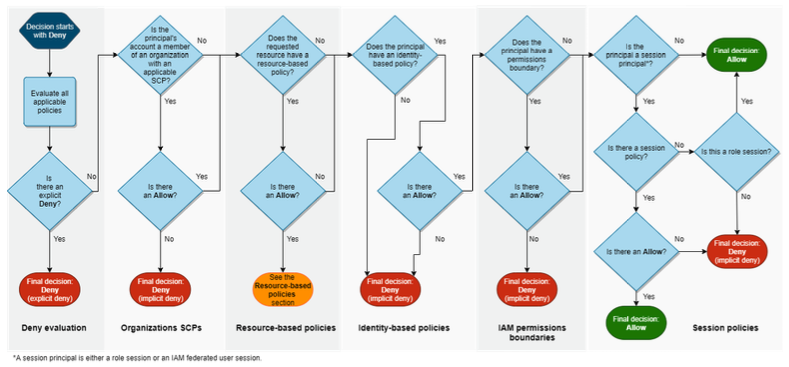 Decision starts
with Deny
Evaluate all
applicable
policies
Is
there an
explicit
Deny?
No
Yes
Final decision:
Deny
(explicit deny)
Deny evaluation
Is the
principal's
account a member
of an organization
with an
applicable
SCP?
No
Yes
Is there
an Allow?
Yes
No
Final decision:
Deny
(implicit deny)
Organizations SCPs
Does the
requested
resource have a
resource-based
policy?
No
Yes
Is there
an Allow?
No
Yes
See the
Resource-based
policies
section
Resource-based policies
Does the principal
have an identity-
based policy?
Yes
No
Is there
an Allow?
Yes
No
Final decision:
Deny
(implicit deny)
Identity-based policies
Does the
principal have a
permissions
boundary?
No
Yes
Is there
an Allow?
Yes
No
Final decision:
Deny
(implicit deny)
IAM permissions
boundaries
Is the
principal a session
principal*?
No
Final decision:
Allow
Yes
Yes
Is there a session
policy?
No
Is this a role session?
Yes
No
Is there an Allow?
No
Final decision:
Deny
(implicit deny)
Yes
Final decision:
Allow
Session policies
*A session principal is either a role session or an IAM federated user session.